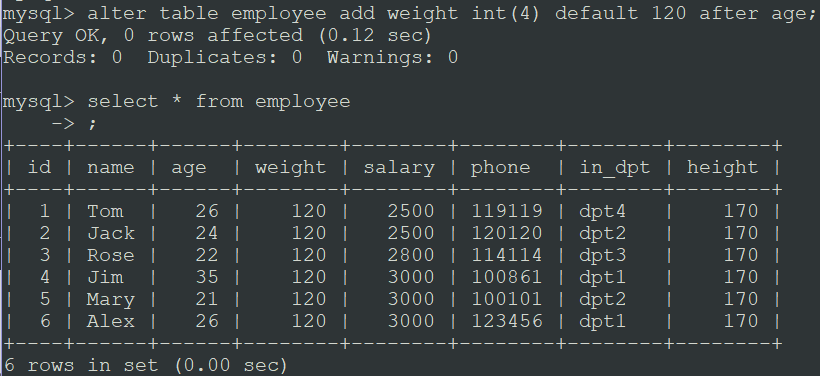 mysql> alter table employee add weight int(4) default 120 after age;
Query OK, 0 rows affected (0.12 sec)
Records: 0  Duplicates: 0  Warnings: 0
mysql> select * from employee
    -> ;
+----+------+------+--------+--------+--------+--------+--------+
| id | name | age  | weight | salary | phone  | in_dpt | height |
+----+------+------+--------+--------+--------+--------+--------+
|  1 | Tom  |   26 |    120 |   2500 | 119119 | dpt4   |    170 |
|  2 | Jack |   24 |    120 |   2500 | 120120 | dpt2   |    170 |
|  3 | Rose |   22 |    120 |   2800 | 114114 | dpt3   |    170 |
|  4 | Jim  |   35 |    120 |   3000 | 100861 | dpt1   |    170 |
|  5 | Mary |   21 |    120 |   3000 | 100101 | dpt2   |    170 |
|  6 | Alex |   26 |    120 |   3000 | 123456 | dpt1   |    170 |
+----+------+------+--------+--------+--------+--------+--------+
6 rows in set (0.00 sec)